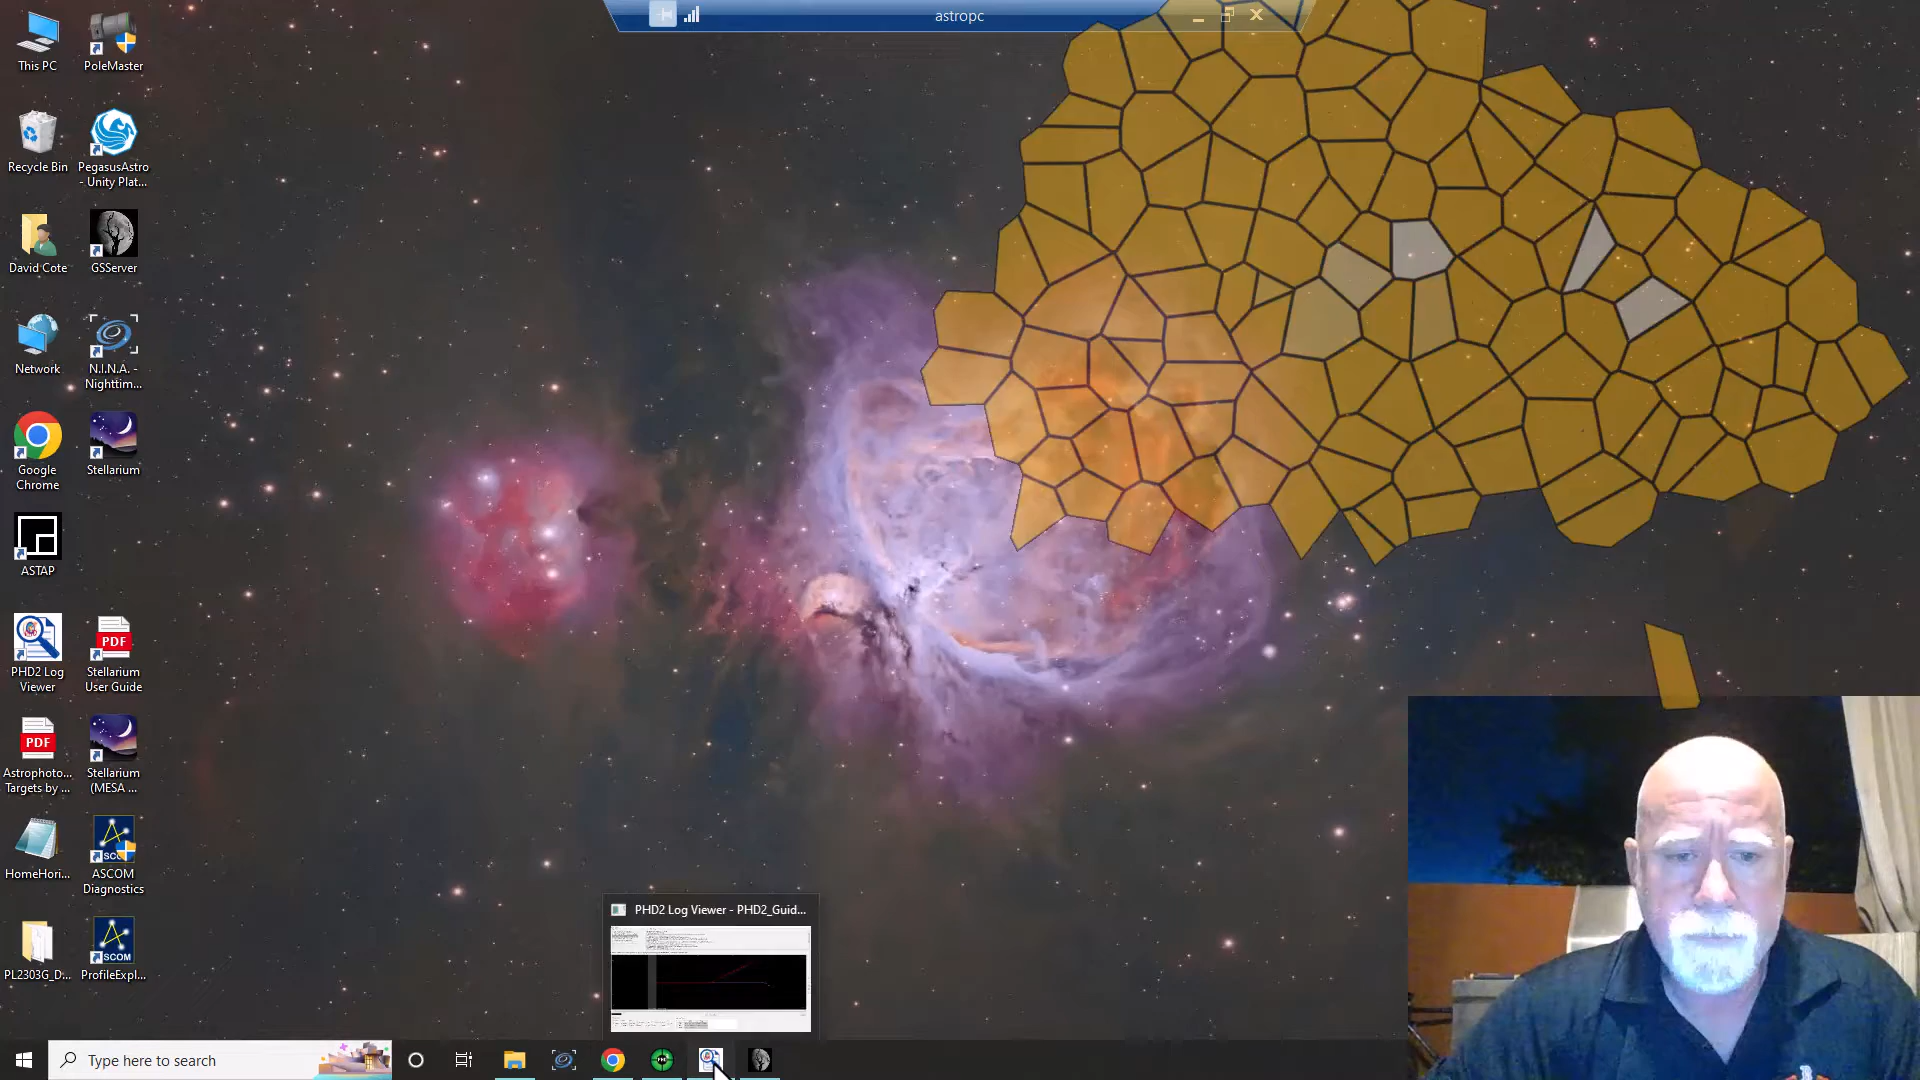 astropc
This PC
PoleMaster
Recycle Bin
PegasusAstro
- Unity Plat...
David Cote
GSServer
Network
N.I.N.A. -
Nighttim...
Google
Chrome
Stellarium
ASTAP
PHD2 Log
Viewer
PDF
Stellarium
User Guide
PDF
Astrophoto...
Targets by ...
Stellarium
(MESA ...
HomeHori...
ASCOM
Diagnostics
PL2303G_D...
SCOM
ProfileExpl...
PHD2 Log Viewer - PHD2_Guid...
Type here to search